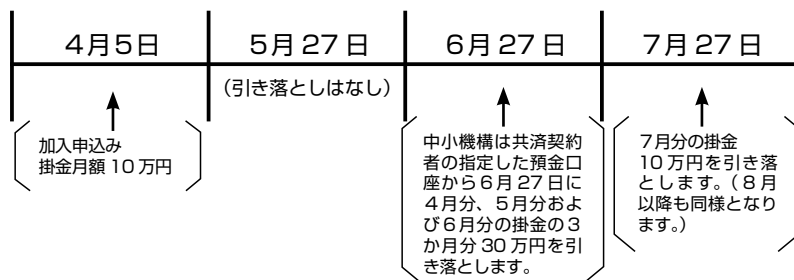 4月5日
5月27日
6月27日
7月27日
(引き落としはなし)
加入申込み
掛金月額10万円
中小機構は共済契約
者の指定した預金口
座から6月27日に
4月分、5月分およ
び6月分の掛金の3
か月分30万円を引
き落とします。
7月分の掛金
10万円を引き落
とします。(8月
以降も同様となり
ます。)